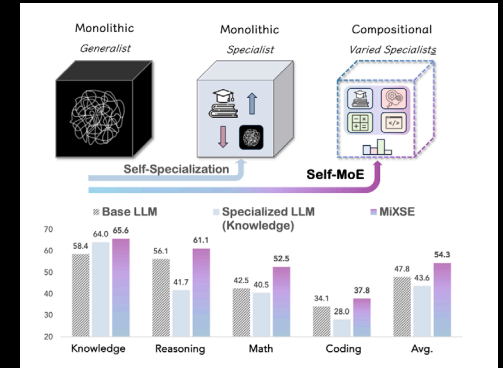 Monolithic Monolithic Compositional
Generalist Specialist Varied Specialists
</>
Self-Specialization
Self-MoE
Base LLM Specialized LLM MiXSE
(Knowledge)
70
60
50
40
30
20
58.4 64.0 65.6
56.1 41.7 61.1
42.5 40.5 52.5
34.1 28.0 37.8
47.8 43.6 54.3
Knowledge Reasoning Math Coding Avg.